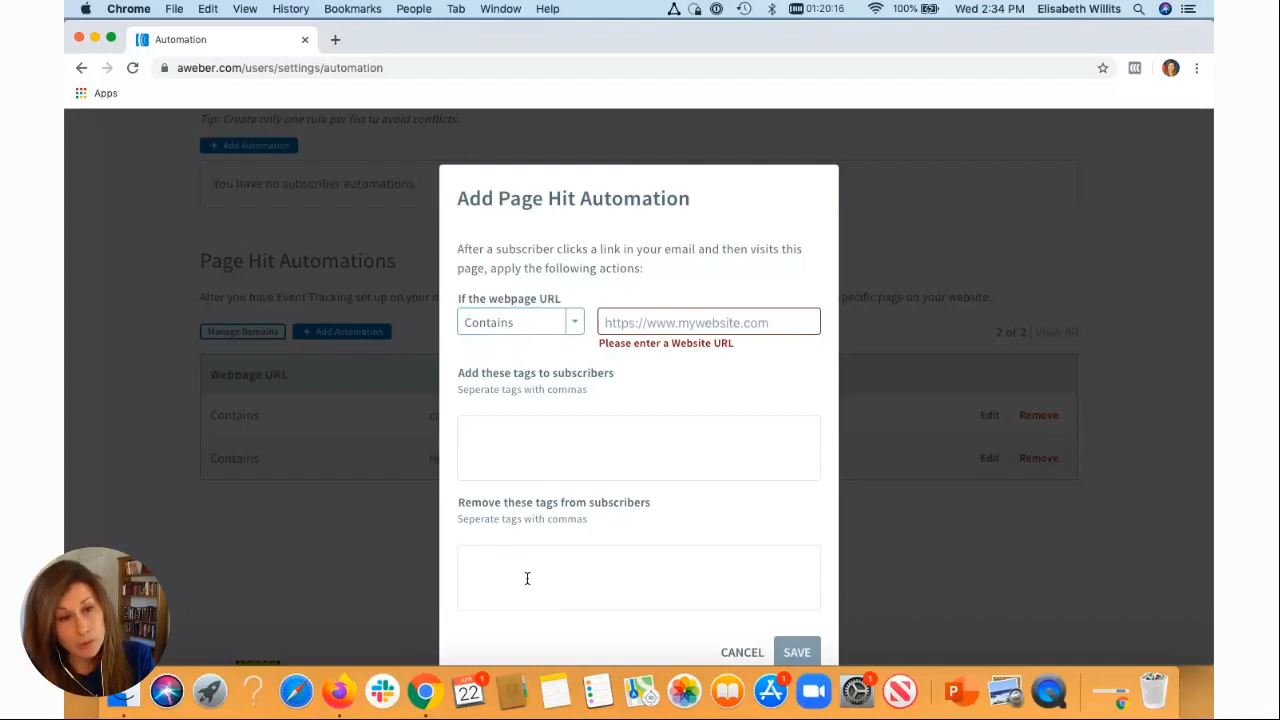 Chrome File Edit View History Bookmarks People Tab Window Help 01:20:16 100% Wed 2:34 PM Elisabeth Willits
Automation
aweber.com/users/settings/automation
Apps
Tip: Create only one rule per list to avoid conflicts.
+ Add Automation
You have no subscriber automations.
Add Page Hit Automation
After a subscriber clicks a link in your email and then visits this
page, apply the following actions:
Page Hit Automations
After you have Event Tracking set up on your
specific page on your website.
If the webpage URL
Contains
https://www.mywebsite.com
Please enter a Website URL
Manage Domains
+ Add Automation
2 of 2 | View All
Webpage URL
Add these tags to subscribers
Seperate tags with commas
Contains
Edit Remove
Contains
Edit Remove
Remove these tags from subscribers
Seperate tags with commas
CANCEL SAVE
APR
22
1
1
1